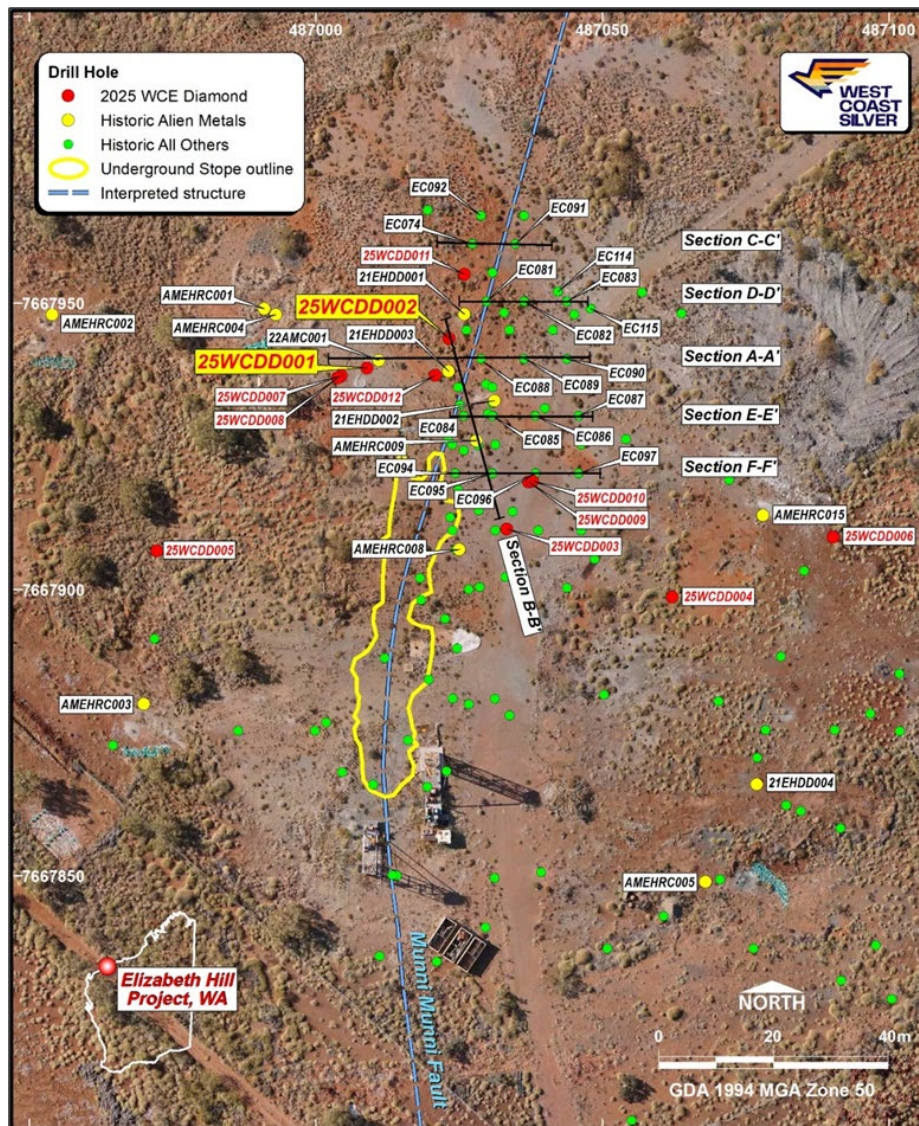 487000
487050
487100
Drill Hole
2025 WCE Diamond
Historic Alien Metals
Historic All Others
Underground Stope outline
Interpreted structure
WEST
COAST
SILVER
EC092
EC091
EC074
Section C-C'
25WCDD011
EC114
21EHDD001
EC081
EC083
Section D-D'
7667950
AMEHRC001
25WCDD002
AMEHRC002
AMEHRC004
EC115
EC082
22AMC001
21EHDD003
Section A-A'
25WCDD001
EC090
EC089
EC088
25WCDD007
25WCDD012
EC087
25WCDD008
21EHDD002
Section E-E'
EC084
EC086
EC085
AMEHRC009
EC097
EC094
Section F-F'
EC095
EC096
25WCDD010
25WCDD009
AMEHRC015
25WCDD005
AMEHRC008
25WCDD003
25WCDD006
Section B-B'
7667900
25WCDD004
AMEHRC003
21EHDD004
7667850
AMEHRC005
Munni Munni Fault
Elizabeth Hill
Project, WA
NORTH
0 20 40m
GDA 1994 MGA Zone 50